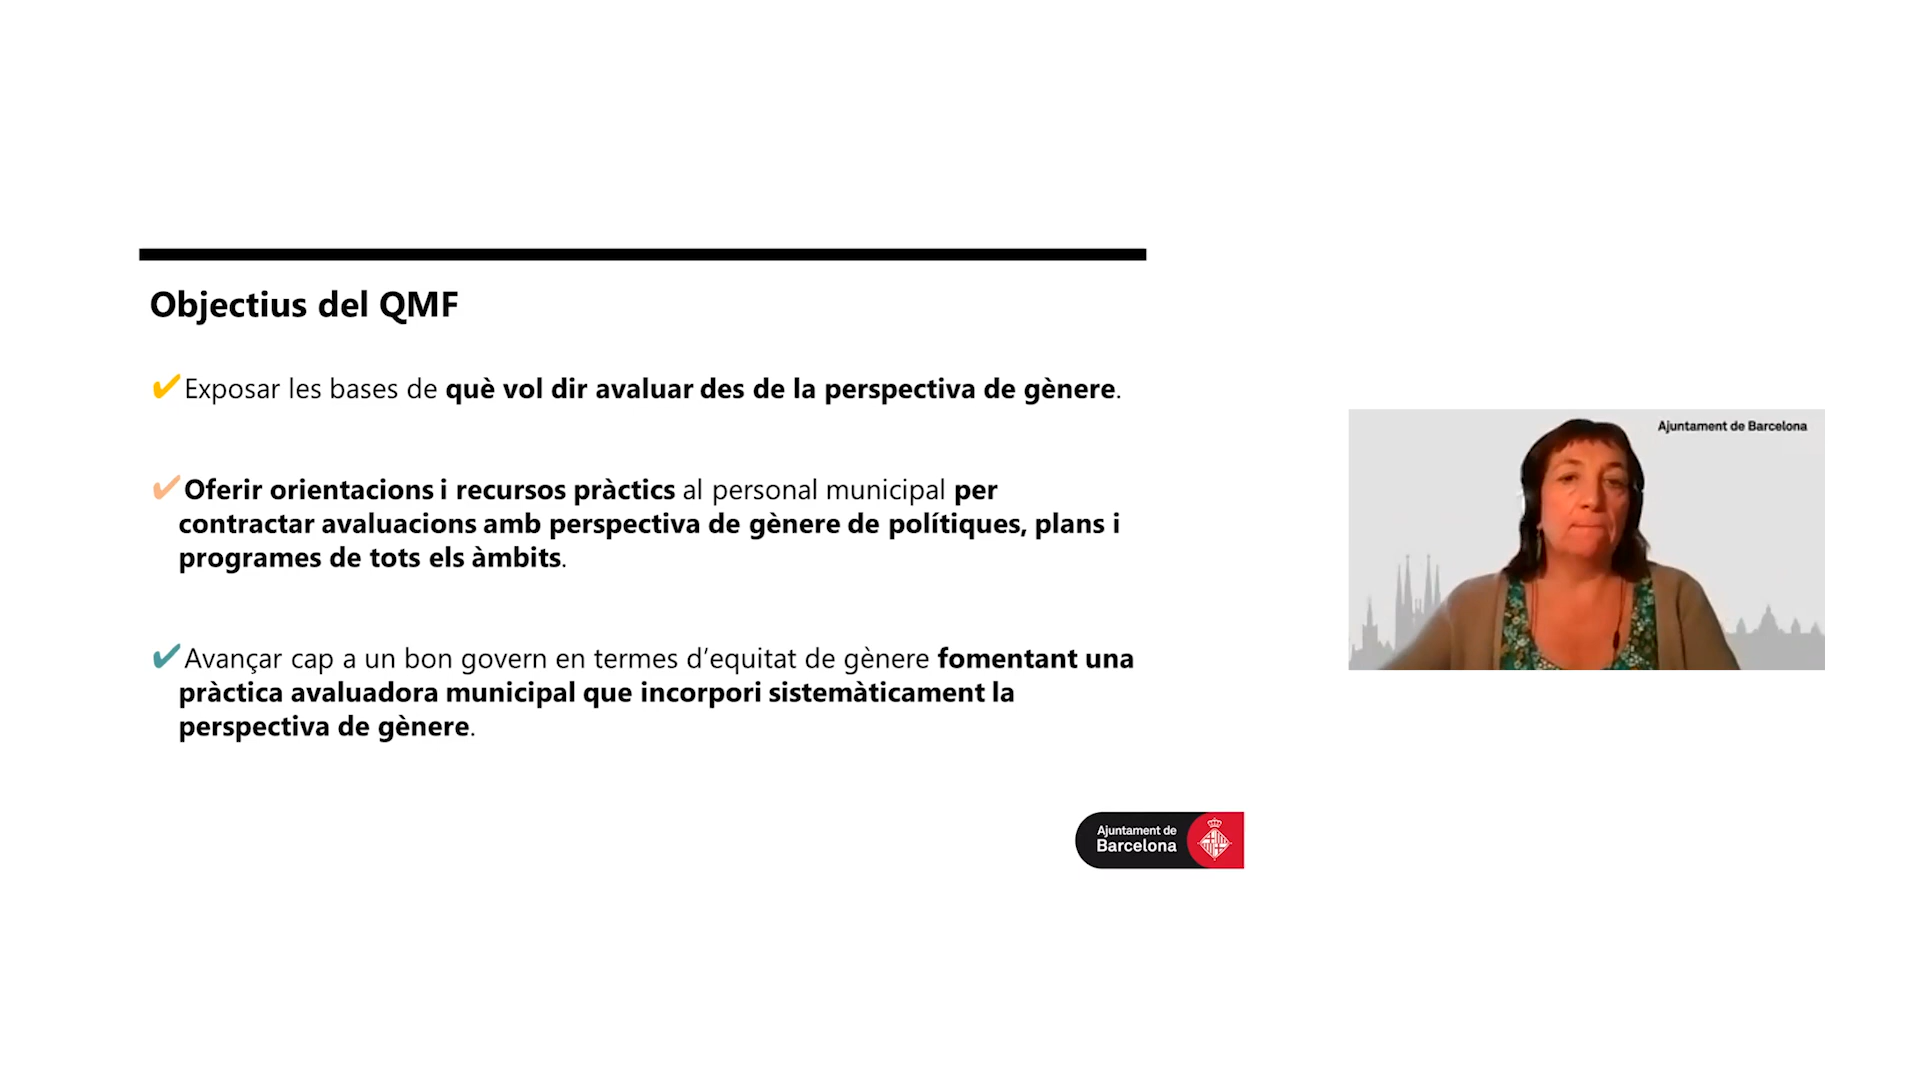 Objectius del QMF
✔Exposar les bases de què vol dir avaluar des de la perspectiva de gènere.
✔Oferir orientacions i recursos pràctics al personal municipal per
contractar avaluacions amb perspectiva de gènere de polítiques, plans i
programes de tots els àmbits.
✔Avançar cap a un bon govern en termes d’equitat de gènere fomentant una
pràctica avaluadora municipal que incorpori sistemàticament la
perspectiva de gènere.
Ajuntament de Barcelona
Ajuntament de
Barcelona